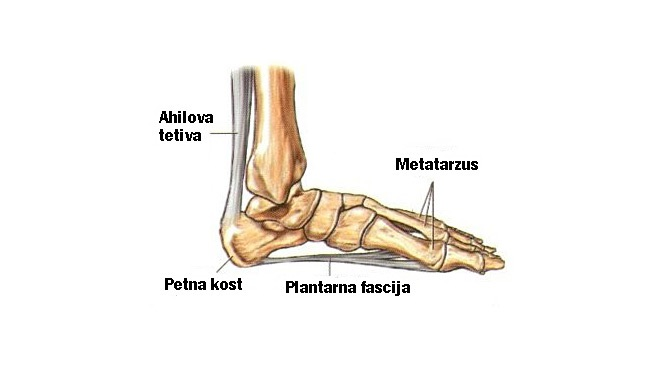 Ahilova
tetiva
Metatarzus
Petna kost
Plantarna fascija